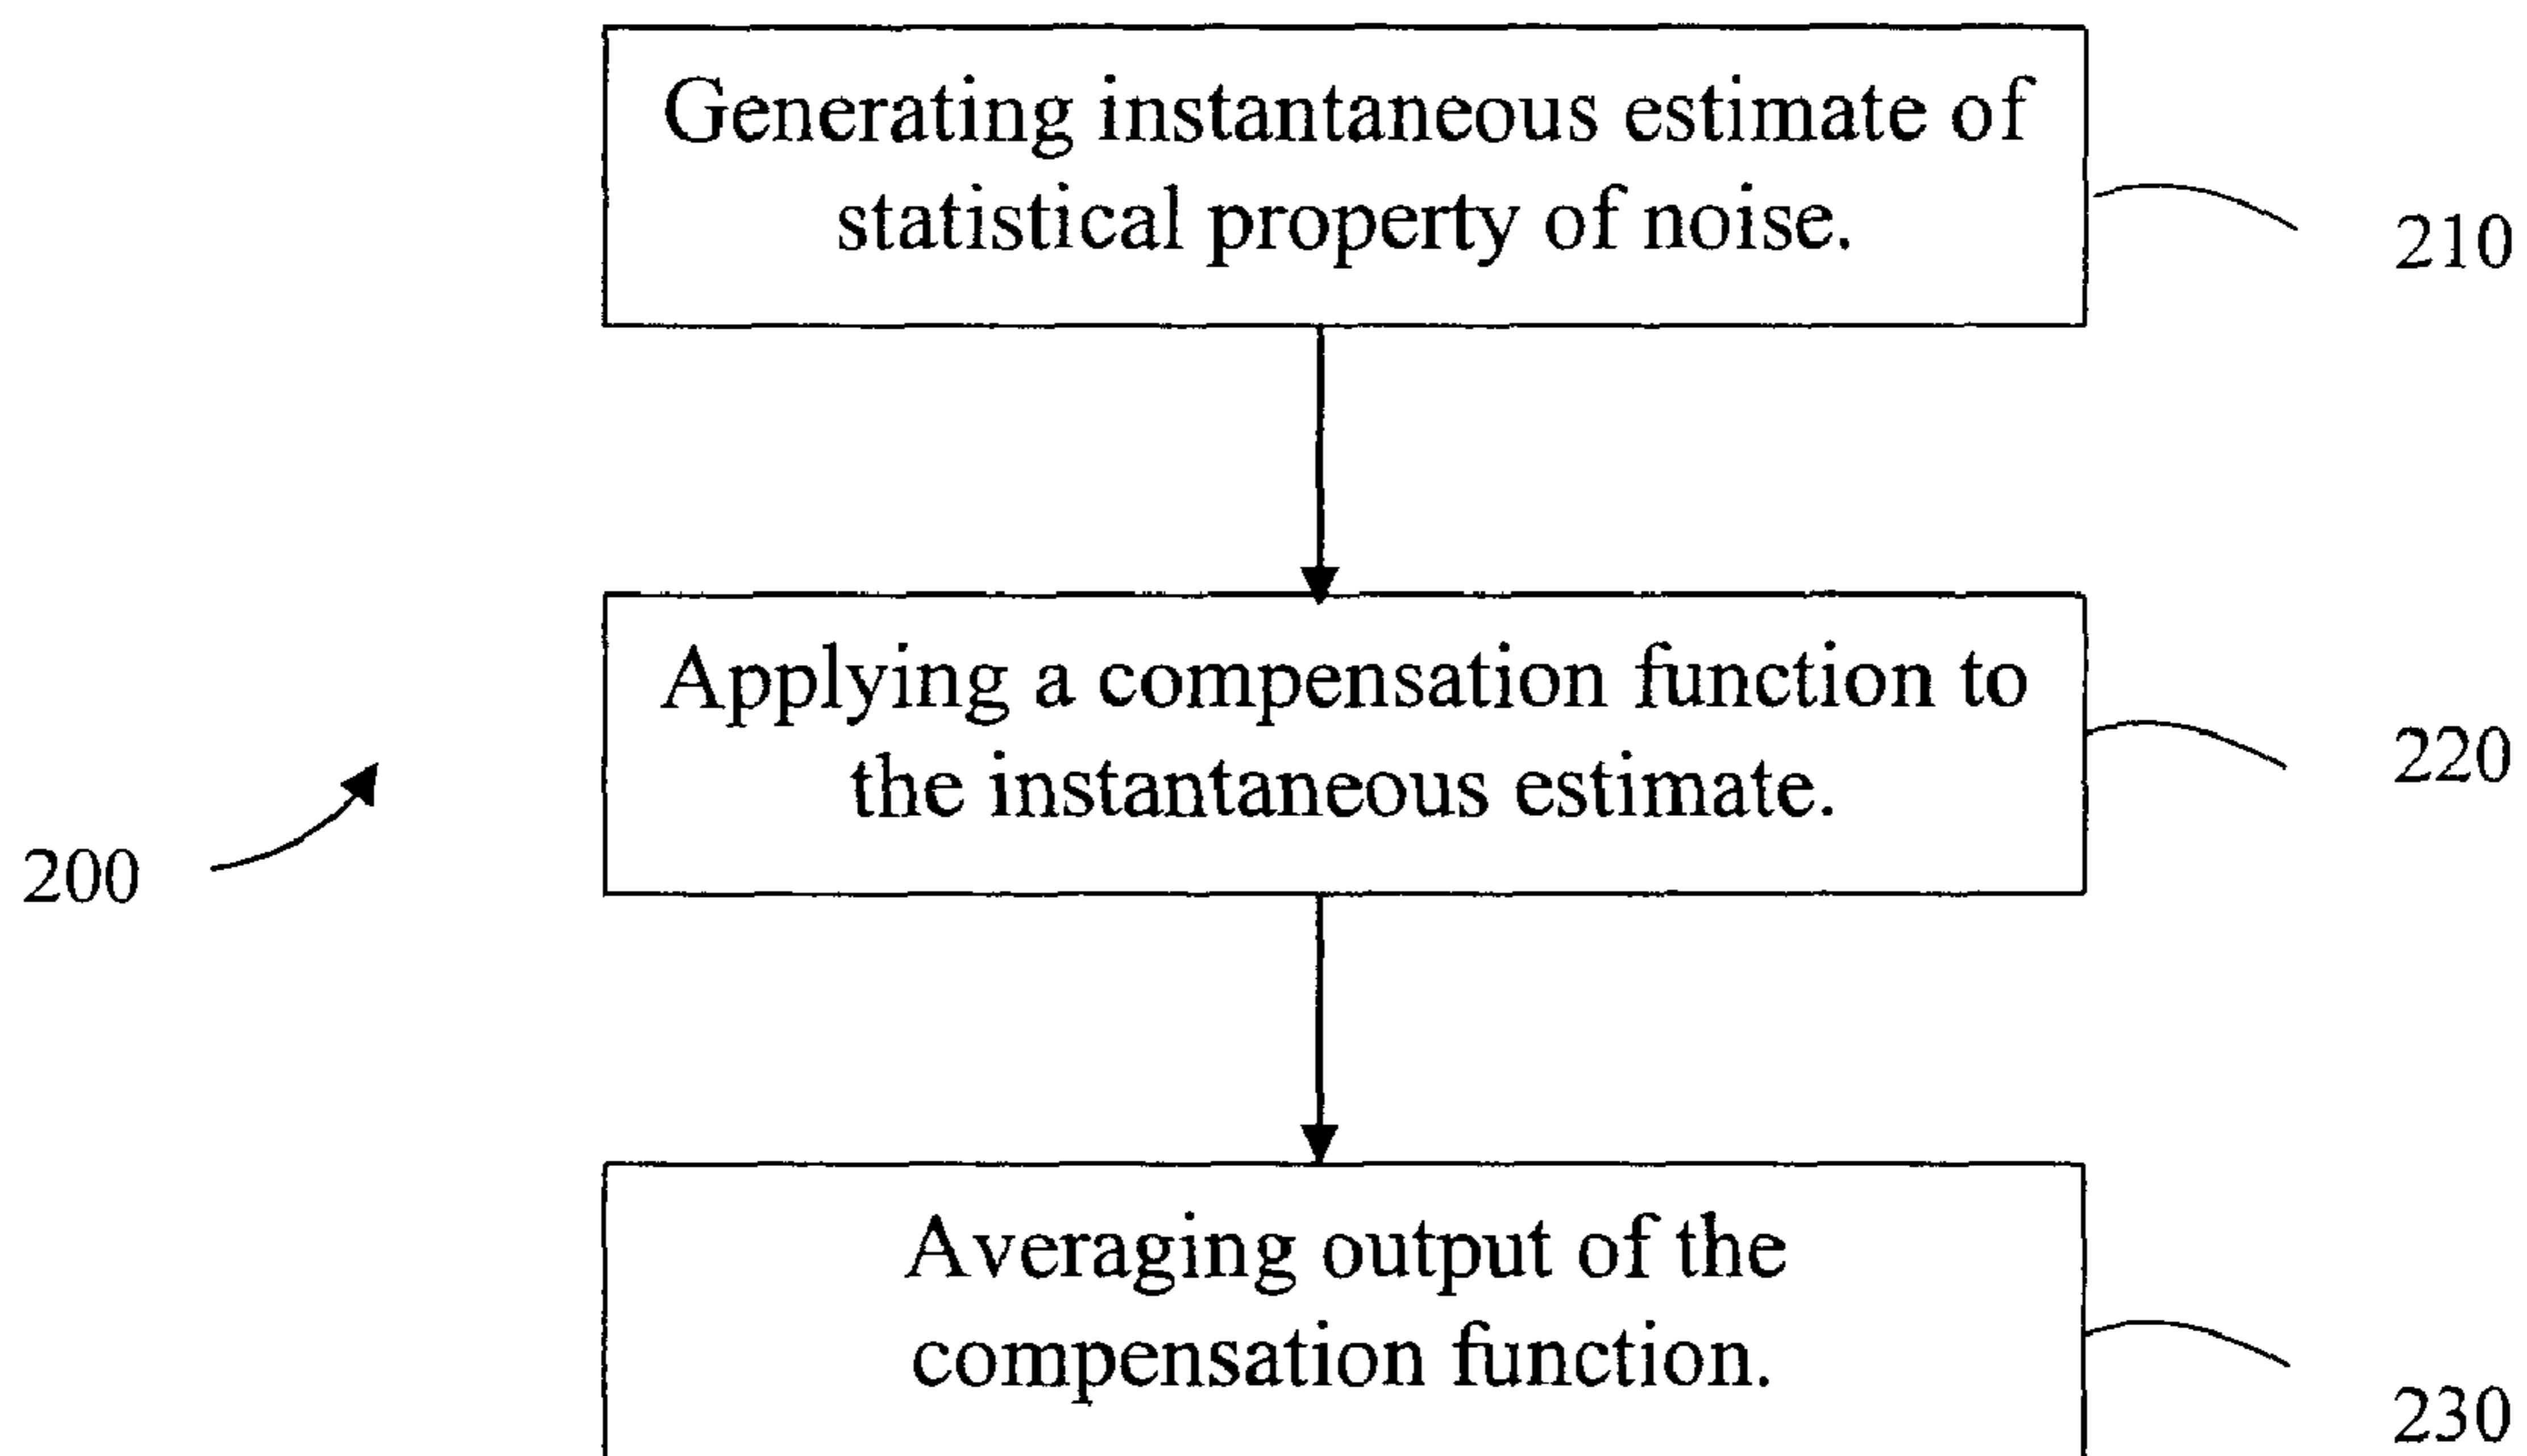 Generating instantaneous estimate of
statistical property of noise.
210
Applying a compensation function to
the instantaneous estimate.
220
200
Averaging output of the
compensation function.
230